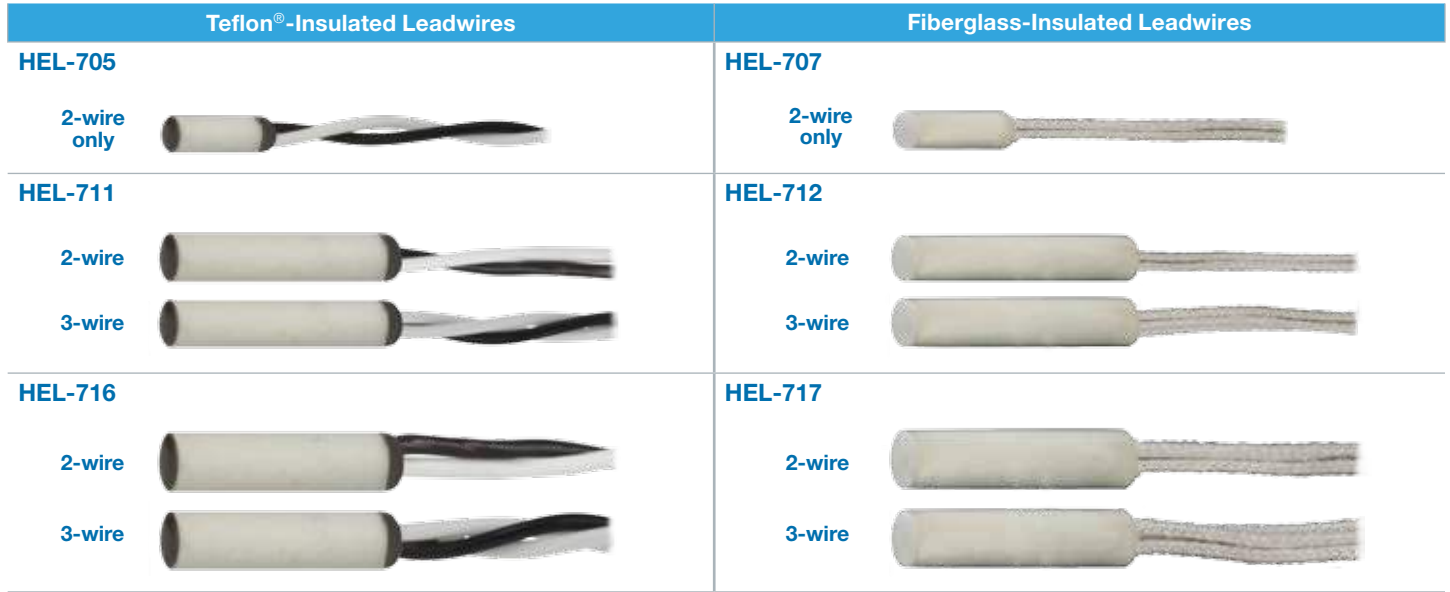 Teflon®-Insulated Leadwires
Fiberglass-Insulated Leadwires
HEL-705
2-wire
only
HEL-707
2-wire
only
HEL-711
2-wire
3-wire
HEL-712
2-wire
3-wire
HEL-716
2-wire
3-wire
HEL-717
2-wire
3-wire